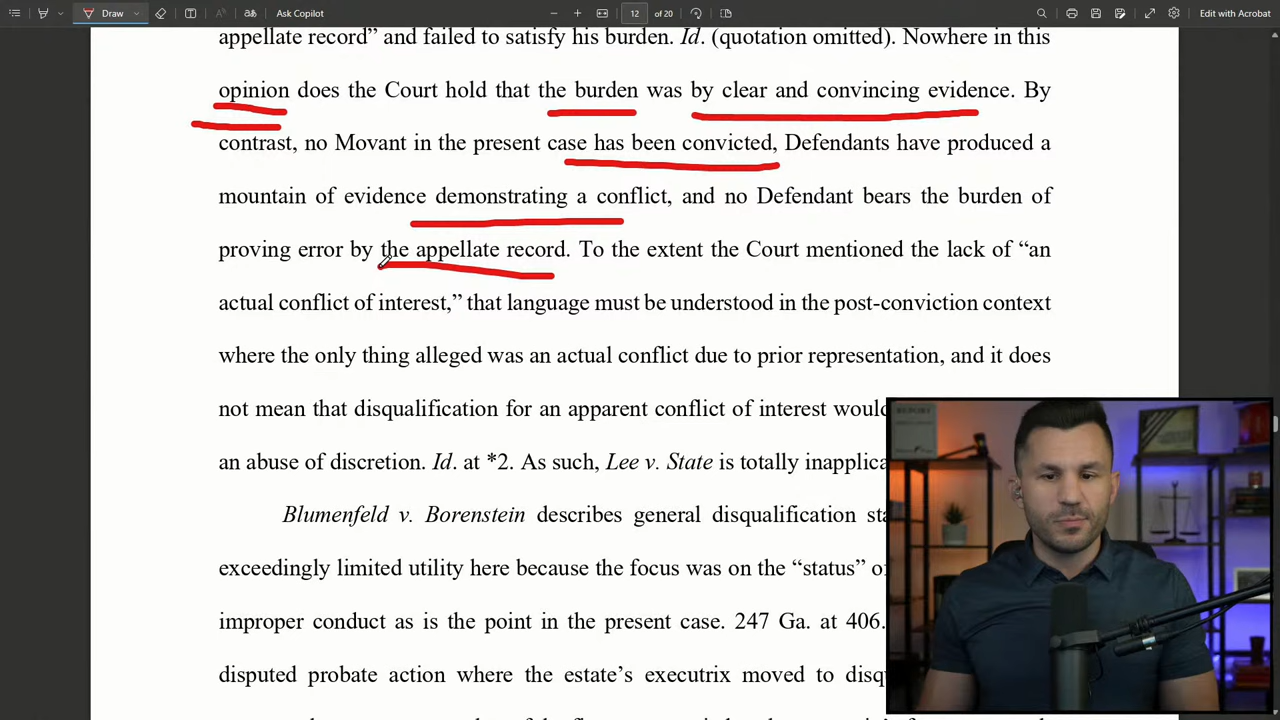 Draw
Ask Copilot
12 of 20
Edit with Acrobat
appellate record” and failed to satisfy his burden. Id. (quotation omitted). Nowhere in this
opinion does the Court hold that the burden was by clear and convincing evidence. By
contrast, no Movant in the present case has been convicted, Defendants have produced a
mountain of evidence demonstrating a conflict, and no Defendant bears the burden of
proving error by the appellate record. To the extent the Court mentioned the lack of “an
actual conflict of interest,” that language must be understood in the post-conviction context
where the only thing alleged was an actual conflict due to prior representation, and it does
not mean that disqualification for an apparent conflict of interest would
an abuse of discretion. Id. at *2. As such, Lee v. State is totally
Blumenfeld v. Borenstein describes general disqualification
exceedingly limited utility here because the focus was on the “status”
improper conduct as is the point in the present case. 247 Ga. at 406.
disputed probate action where the estate’s executrix moved to